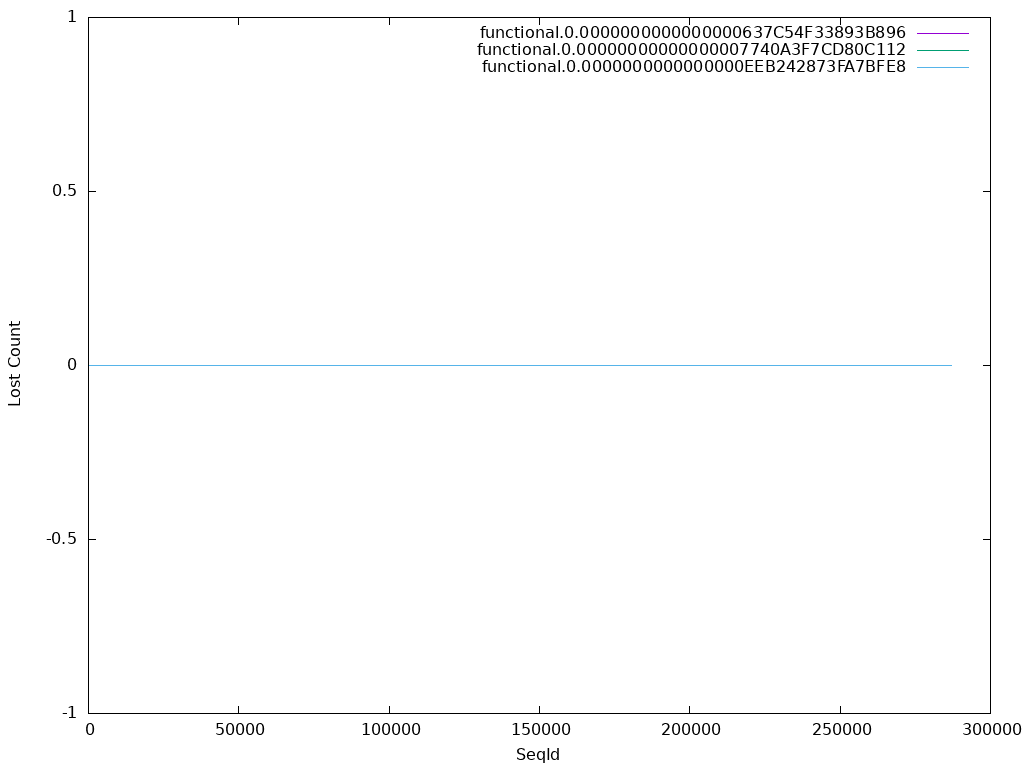 1
functional.0.0000000000000000637C54F33893B896
functional.0.00000000000000007740A3F7CD80C112
functional.0.0000000000000000EEB242873FA7BFE8
0.5
0
Lost Count
-0.5
-1
0 50000 100000 150000 200000 250000 300000
SeqId